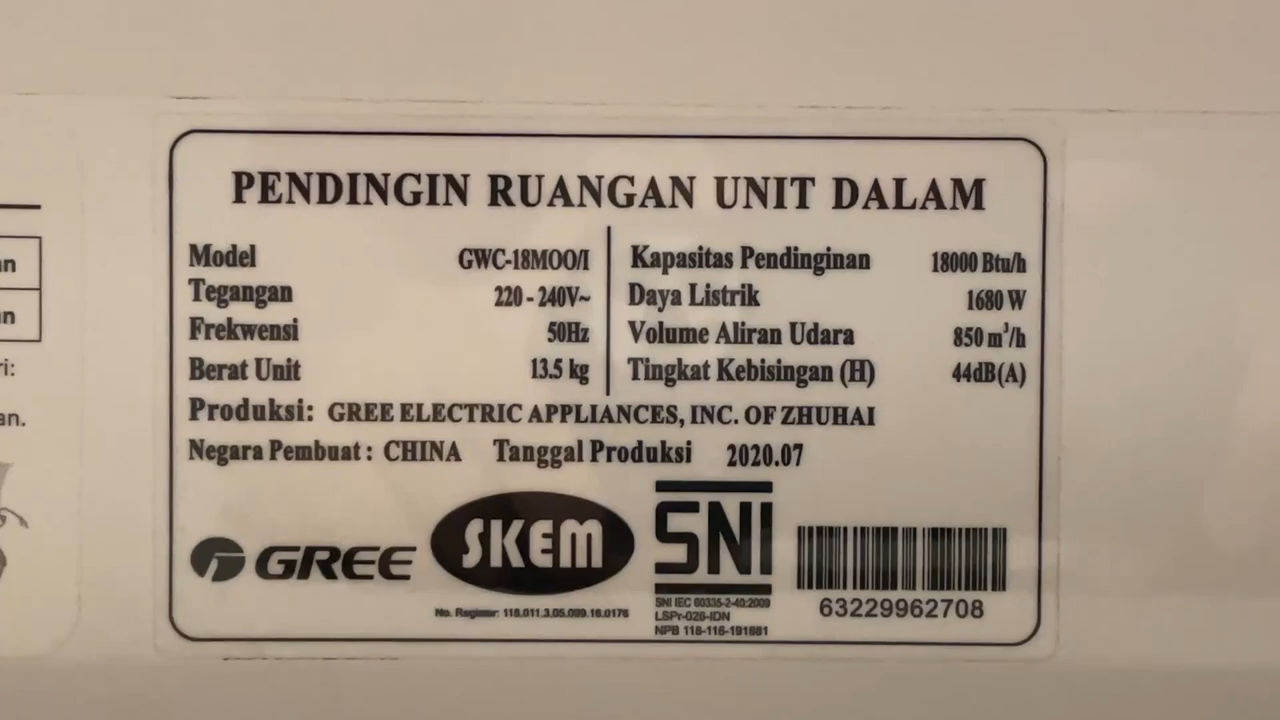 PENDINGIN RUANGAN UNIT DALAM
Model GWC-18MOO/I
Tegangan 220 - 240V~
Frekwensi 50Hz
Berat Unit 13.5 kg
Kapasitas Pendinginan 18000 Btu/h
Daya Listrik 1680 W
Volume Aliran Udara 850 m³/h
Tingkat Kebisingan (H) 44dB(A)
Produksi: GREE ELECTRIC APPLIANCES, INC. OF ZHUHAI
Negara Pembuat : CHINA Tanggal Produksi 2020.07
GREE
SKEM
No. Register: 118.011.3.05.099.16.0176
SNI
SNI IEC 60335-2-40:2009
LSPr-026-IDN
NPB 118-116-191681
63229962708